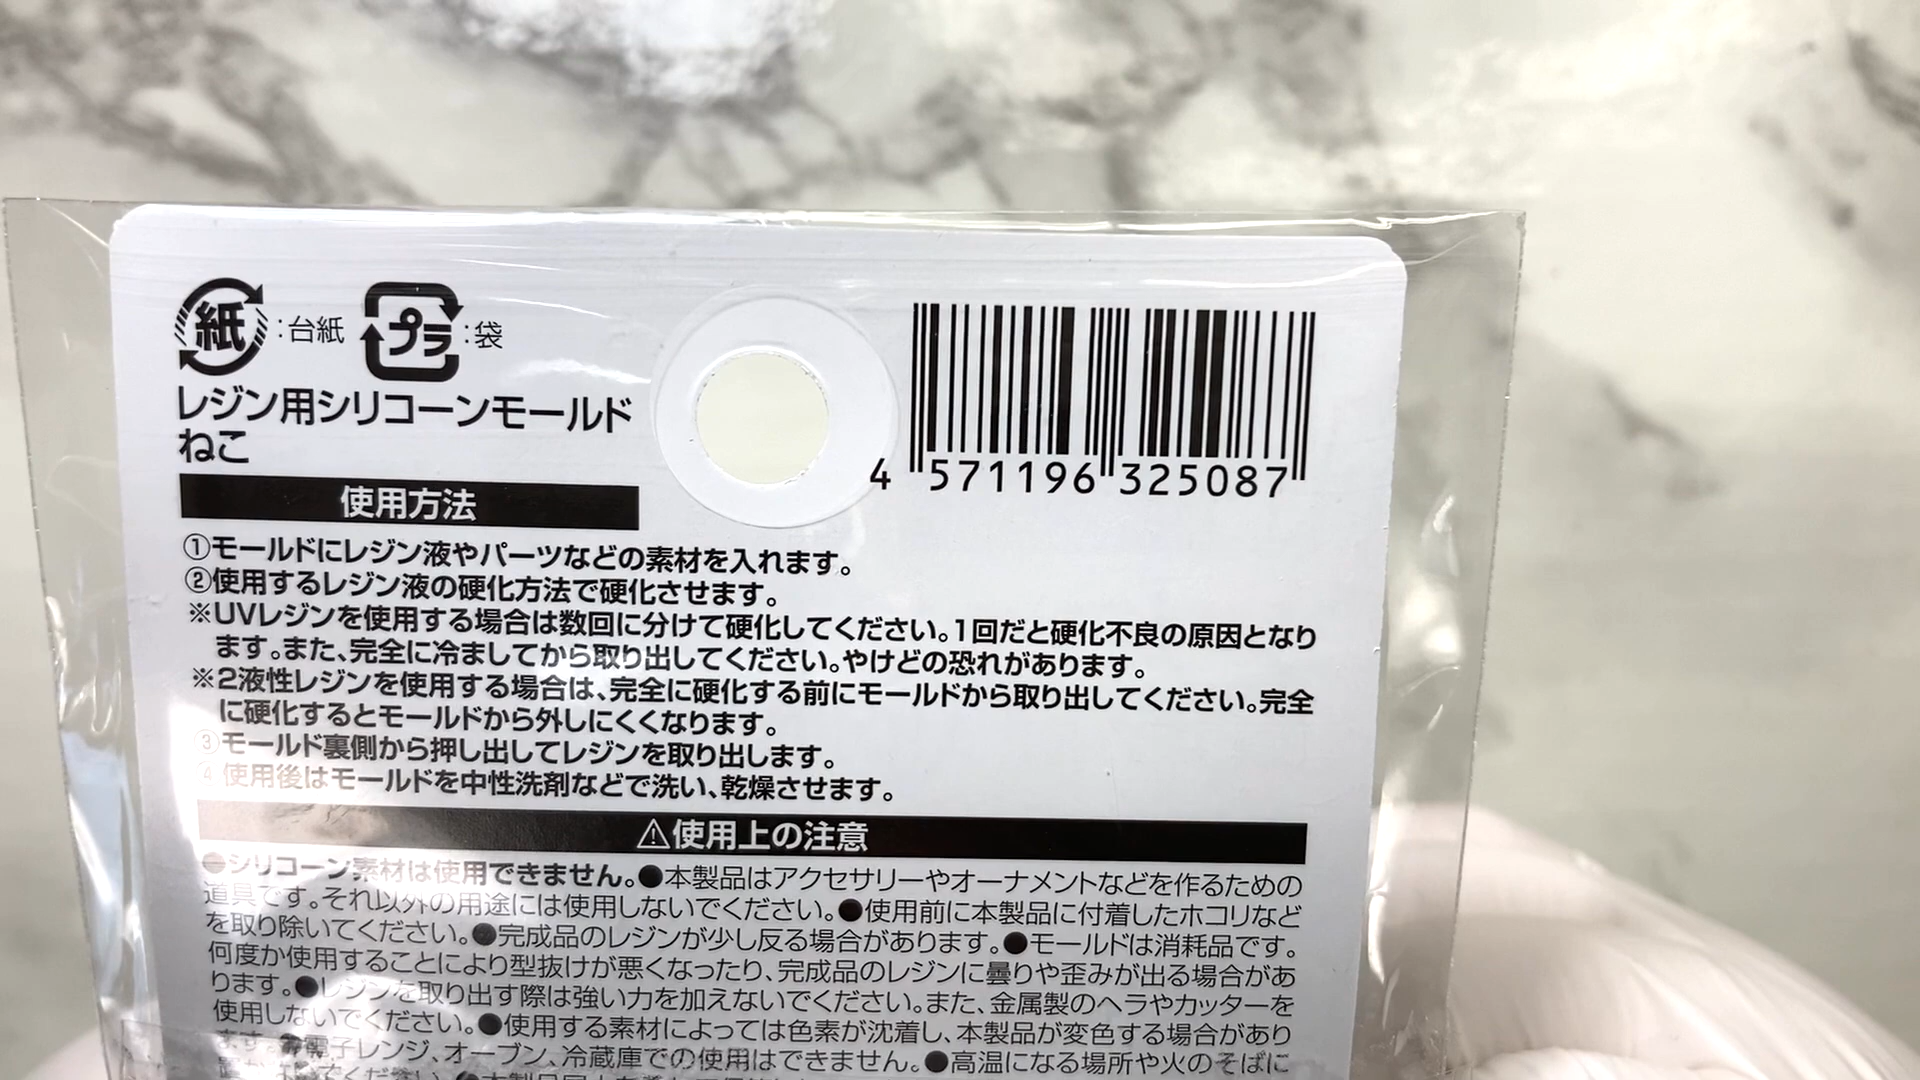 紙:台紙 プラ:袋
レジン用シリコーンモールド
ねこ
4 571196 325087
使用方法
①モールドにレジン液やパーツなどの素材を入れます。
②使用するレジン液の硬化方法で硬化させます。
※UVレジンを使用する場合は数回に分けて硬化してください。1回だと硬化不良の原因となり
ます。また、完全に冷ましてから取り出してください。やけどの恐れがあります。
※2液性レジンを使用する場合は、完全に硬化する前にモールドから取り出してください。完全
に硬化するとモールドから外しにくくなります。
③モールド裏側から押し出してレジンを取り出します。
④使用後はモールドを中性洗剤などで洗い、乾燥させます。
⚠使用上の注意
●シリコーン素材は使用できません。●本製品はアクセサリーやオーナメントなどを作るための
道具です。それ以外の用途には使用しないでください。●使用前に本製品に付着したホコリなど
を取り除いてください。●完成品のレジンが少し反る場合があります。●モールドは消耗品です。
何度か使用することにより型抜けが悪くなったり、完成品のレジンに曇りや歪みが出る場合があ
ります。●レジンを取り出す際は強い力を加えないでください。また、金属製のヘラやカッターを
使用しないでください。●使用する素材によっては色素が沈着し、本製品が変色する場合があり
ます。●電子レンジ、オーブン、冷蔵庫での使用はできません。●高温になる場所や火のそばに